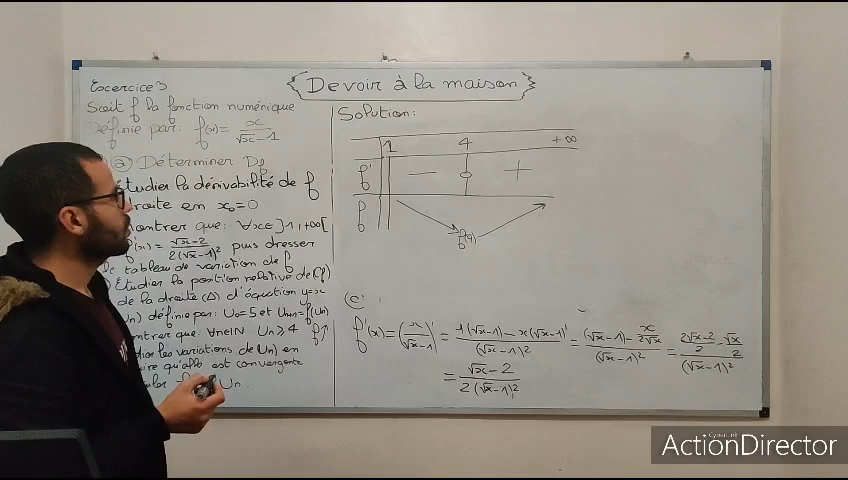 Devoir à la maison
Excercice 3
Soit f la fonction numérique
Définie par: f(x) = x/(√x - 1)
a) Déterminer Df
étudier la dérivabilité de f
droite en x₀ = 0
montrer que: ∀x∈]1,+∞[
f'(x) = (√x-2)/(2(√x-1)²) puis dresser
le tableau de variation de f
Etudier la position relative de (Cf)
de la droite (Δ) d'équation y=x
Un) définie par: U₀=5 et Un+1=f(Un)
montrer que: ∀n∈IN Un⩾4 f↑
les variations de Un) en
qu'elle est convergente
Un.
Solution:
1 4 +∞
f' - 0 +
f f(4)
C
f'(x) = (x/(√x-1))' = (1(√x-1) - x(√x-1)')/(√x-1)² = ((√x-1) - x/(2√x))/(√x-1)² = ((2√x-2)/2 - √x/2)/(√x-1)²
= (√x-2)/(2(√x-1)²)
CyberLink
ActionDirector